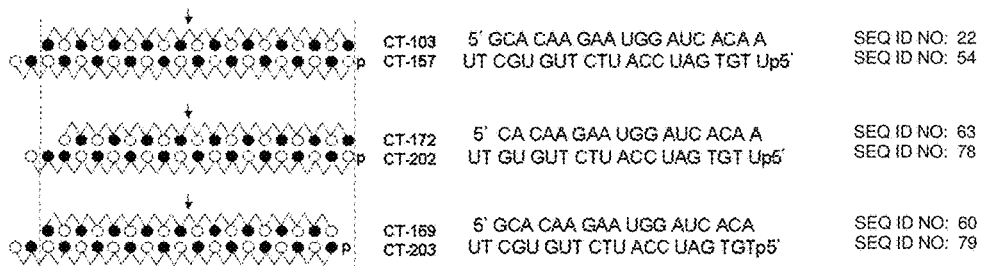 CT-103 5' GCA CAA GAA UGG AUC ACA A SEQ ID NO: 22
p CT-157 UT CGU GUT CTU ACC UAG TGT Up5' SEQ ID NO: 54
CT-172 5' CA CAA GAA UGG AUC ACA A SEQ ID NO: 63
p CT-202 UT GU GUT CTU ACC UAG TGT Up5' SEQ ID NO: 78
CT-169 5' GCA CAA GAA UGG AUC ACA SEQ ID NO: 60
p CT-203 UT CGU GUT CTU ACC UAG TGTp5' SEQ ID NO: 79